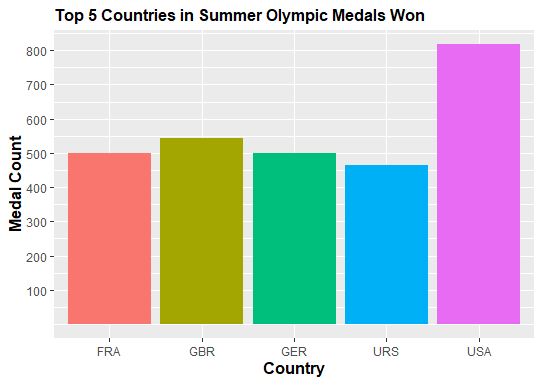 Top 5 Countries in Summer Olympic Medals Won
Medal Count
800
700
600
500
400
300
200
100
FRA GBR GER URS USA
Country